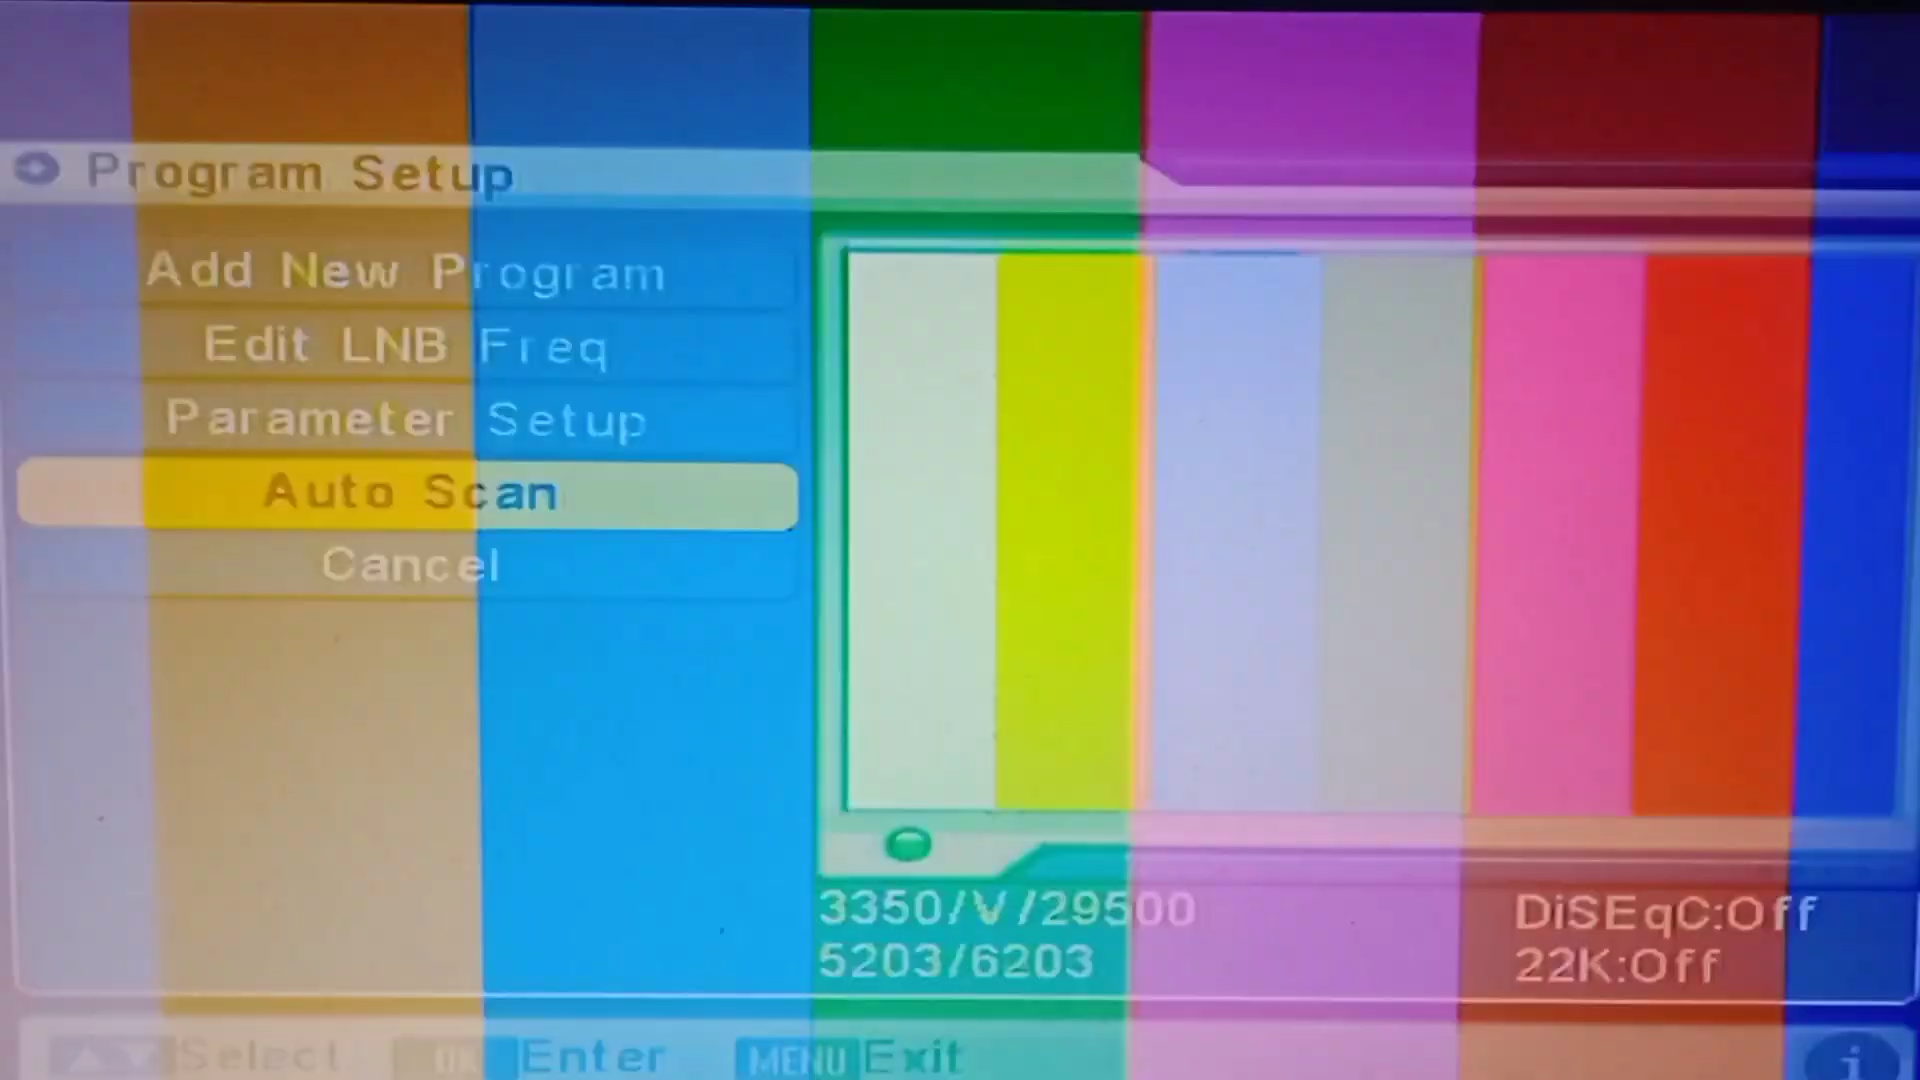 Program Setup
Add New Program
Edit LNB Freq
Parameter Setup
Auto Scan
Cancel
3350/V/29500
5203/6203
DiSEqC:Off
22K:Off
Select OK Enter MENU Exit
i